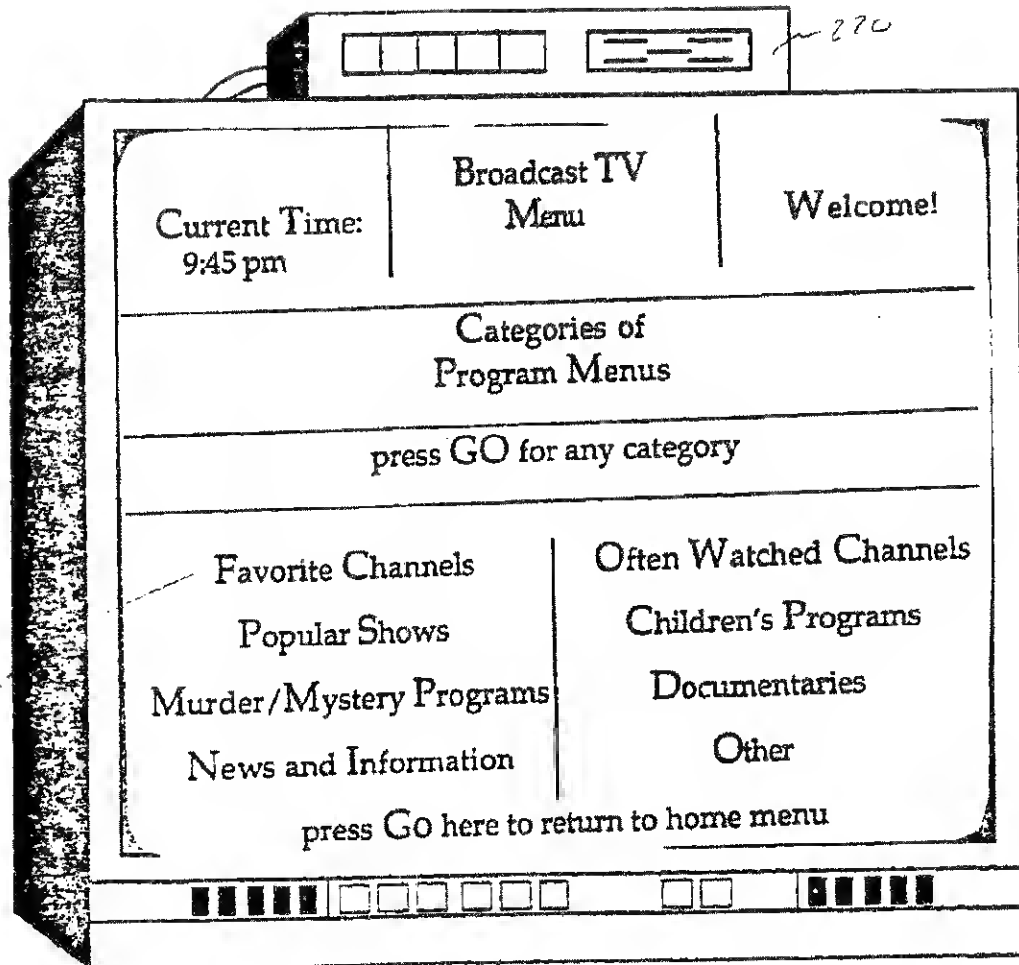 220
Current Time:
9:45 pm
Broadcast TV
Menu
Welcome!
Categories of
Program Menus
press GO for any category
Favorite Channels
Popular Shows
Murder/Mystery Programs
News and Information
Often Watched Channels
Children's Programs
Documentaries
Other
press GO here to return to home menu